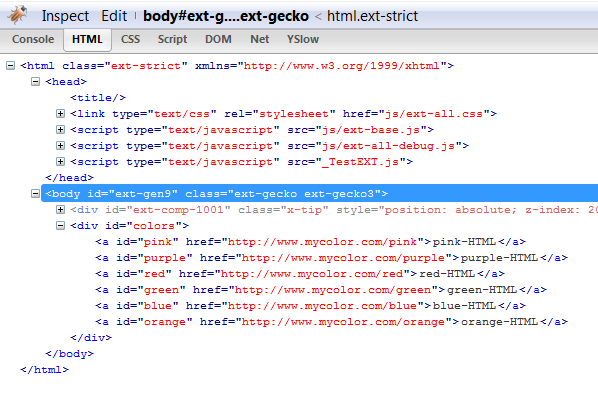 Inspect Edit body#ext-g....ext-gecko < html.ext-strict
Console HTML CSS Script DOM Net YSlow
<html class="ext-strict" xmlns="http://www.w3.org/1999/xhtml">
<head>
<title/>
<link type="text/css" rel="stylesheet" href="js/ext-all.css">
<script type="text/javascript" src="js/ext-base.js">
<script type="text/javascript" src="js/ext-all-debug.js">
<script type="text/javascript" src="_TestEXT.js">
</head>
<body id="ext-gen9" class="ext-gecko ext-gecko3">
<div id="ext-comp-1001" class="x-tip" style="position: absolute; z-index: 20
<div id="colors">
<a id="pink" href="http://www.mycolor.com/pink">pink-HTML</a>
<a id="purple" href="http://www.mycolor.com/purple">purple-HTML</a>
<a id="red" href="http://www.mycolor.com/red">red-HTML</a>
<a id="green" href="http://www.mycolor.com/green">green-HTML</a>
<a id="blue" href="http://www.mycolor.com/blue">blue-HTML</a>
<a id="orange" href="http://www.mycolor.com/orange">orange-HTML</a>
</div>
</body>
</html>